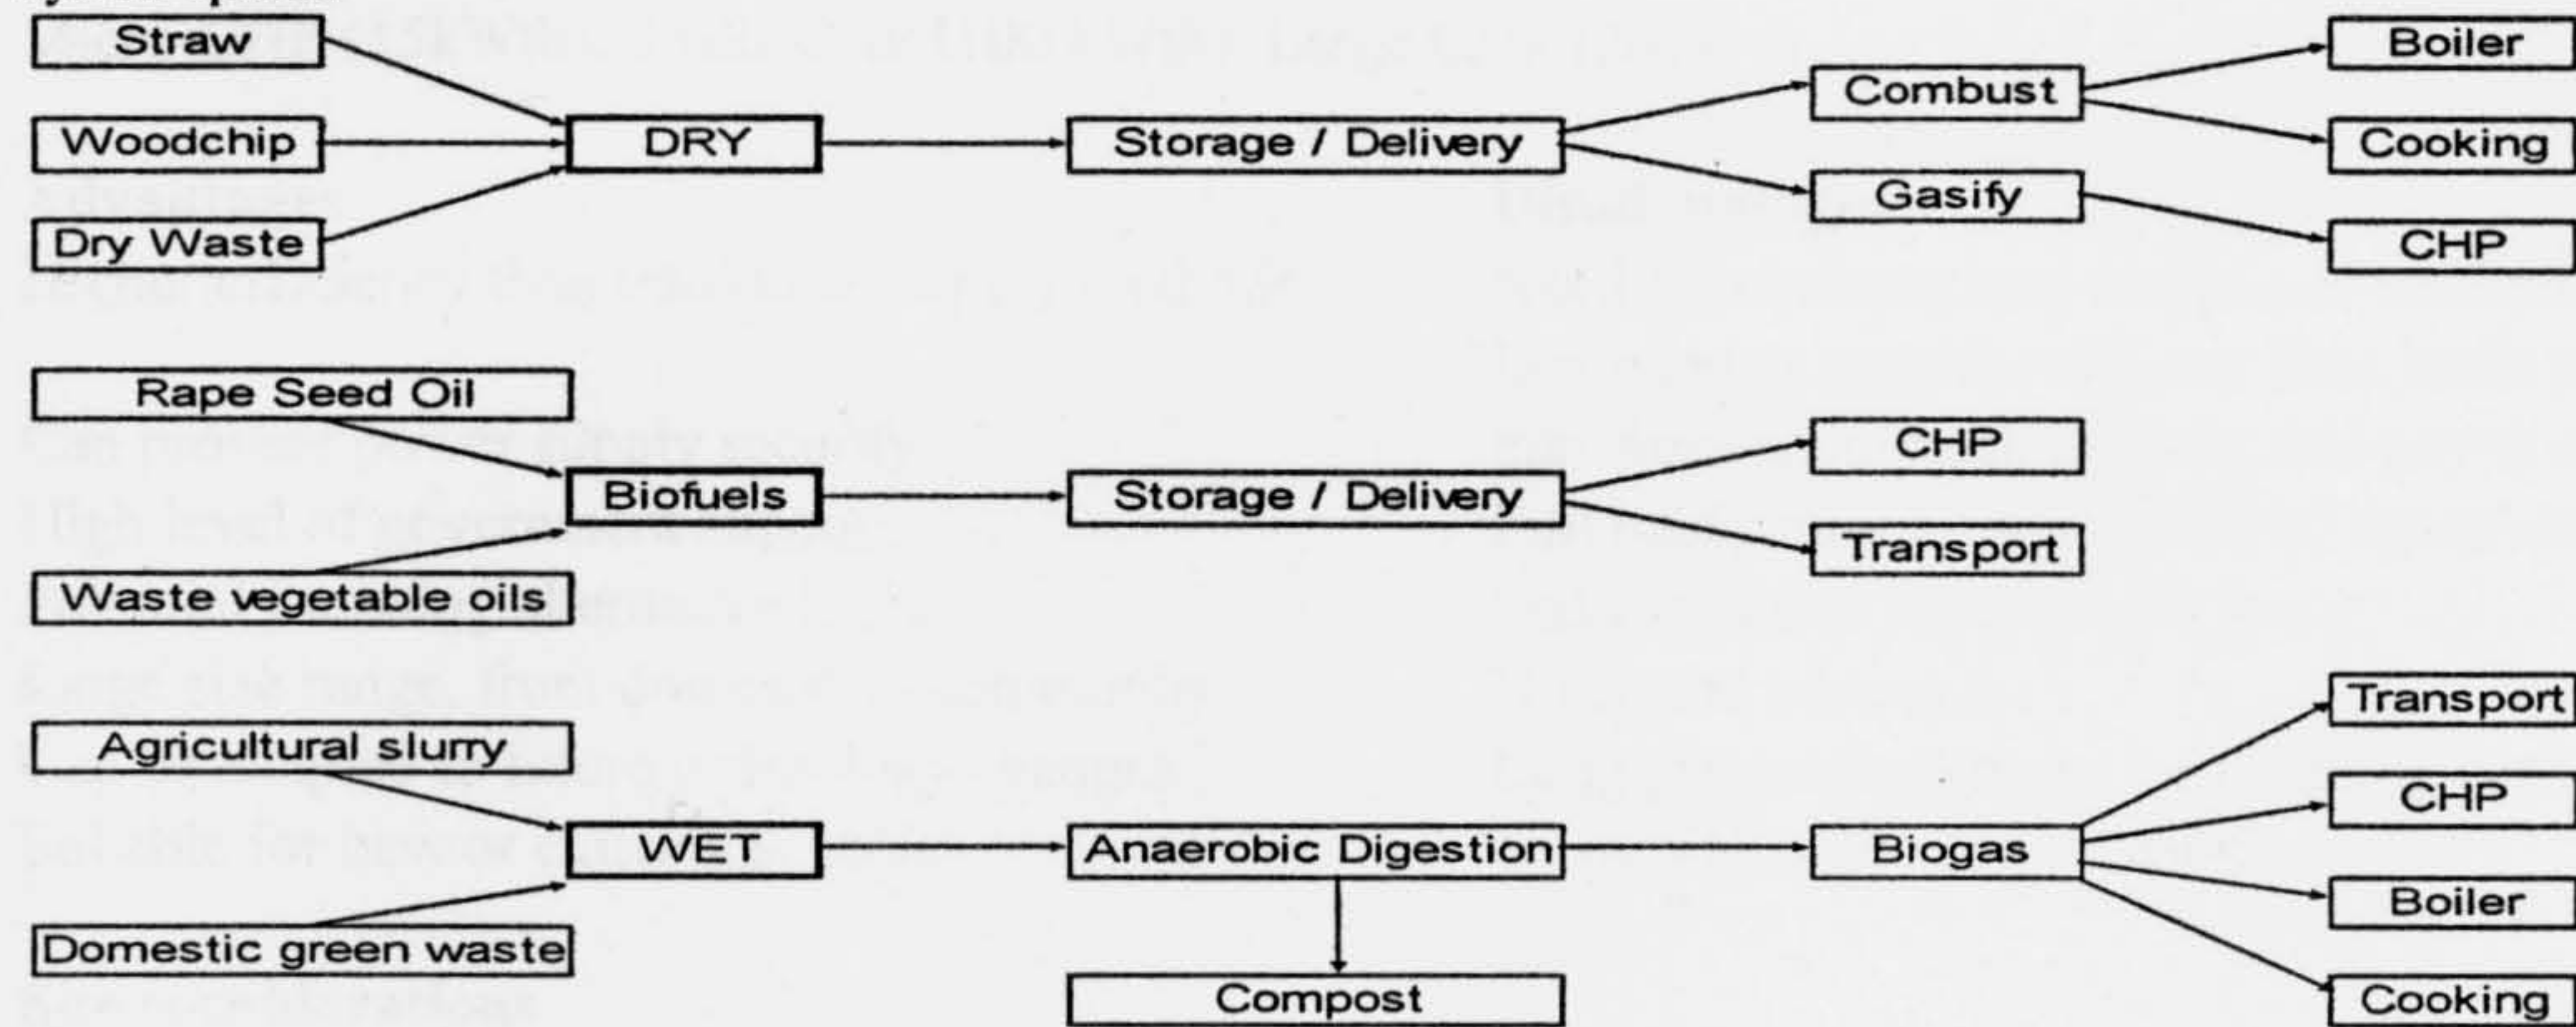 Straw
Woodchip
Dry Waste
DRY
Storage / Delivery
Combust
Gasify
Boiler
Cooking
CHP
Rape Seed Oil
Waste vegetable oils
Biofuels
Storage / Delivery
CHP
Transport
Agricultural slurry
Domestic green waste
WET
Anaerobic Digestion
Compost
Biogas
Transport
CHP
Boiler
Cooking